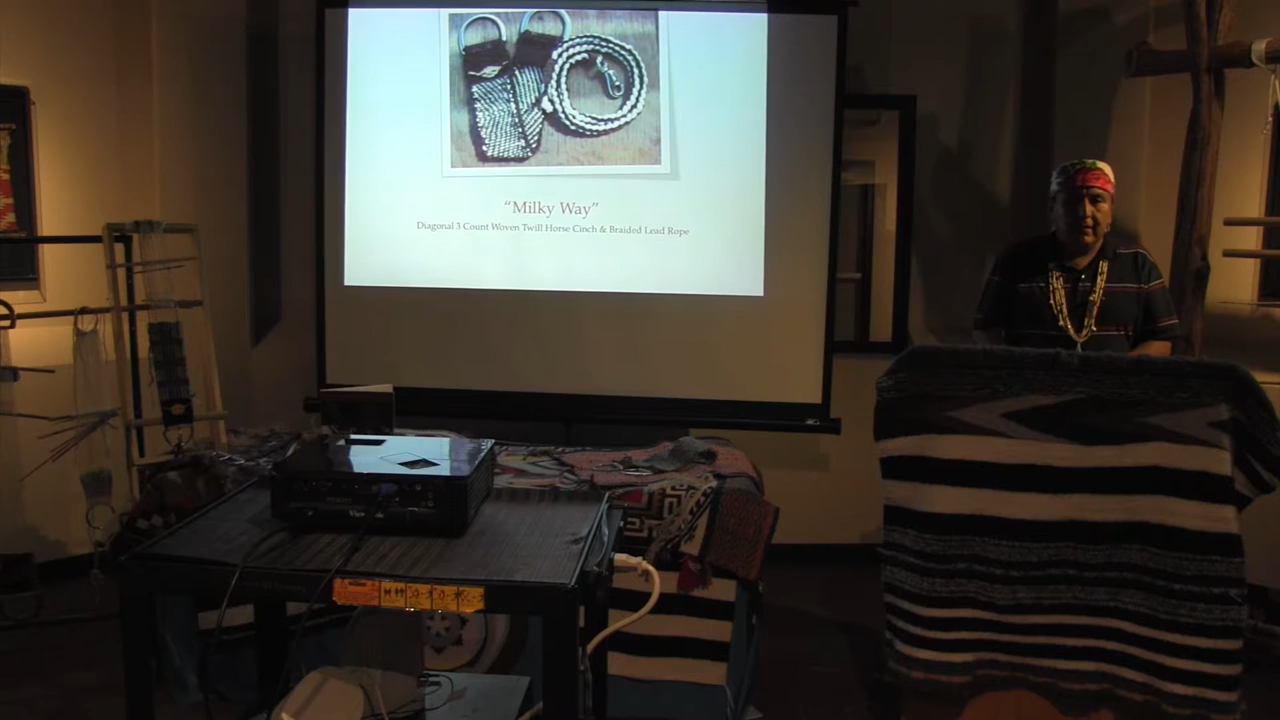 “Milky Way”
Diagonal 3 Count Woven Twill Horse Cinch & Braided Lead Rope